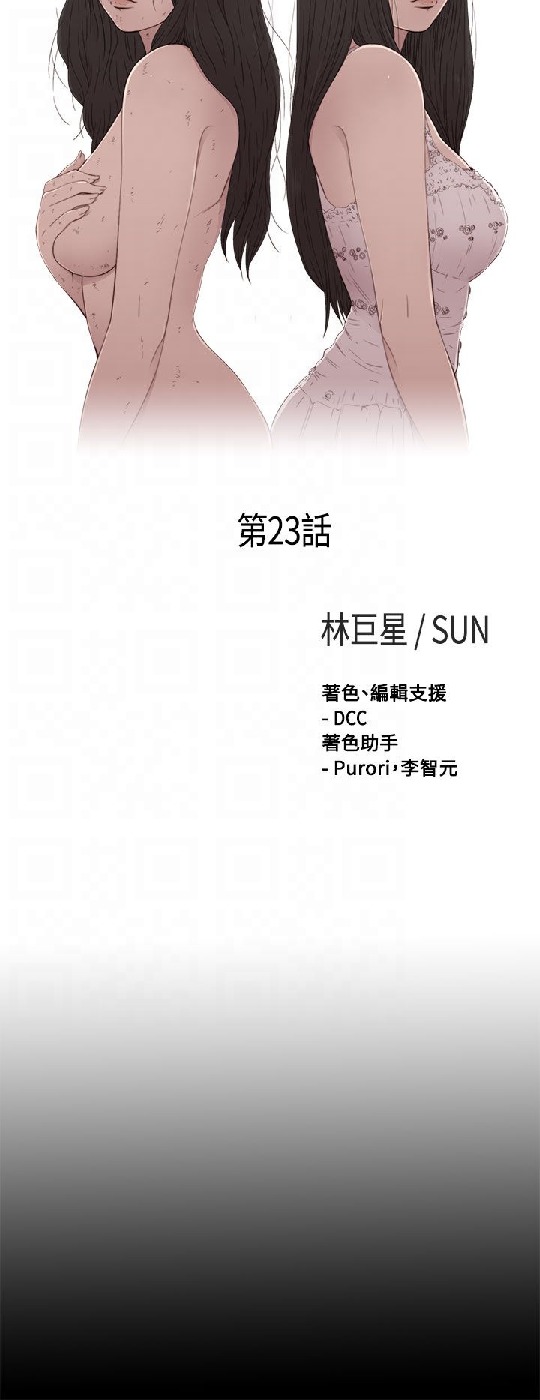 第23話
林巨星 / SUN
著色、編輯支援
- DCC
著色助手
- Purori，李智元